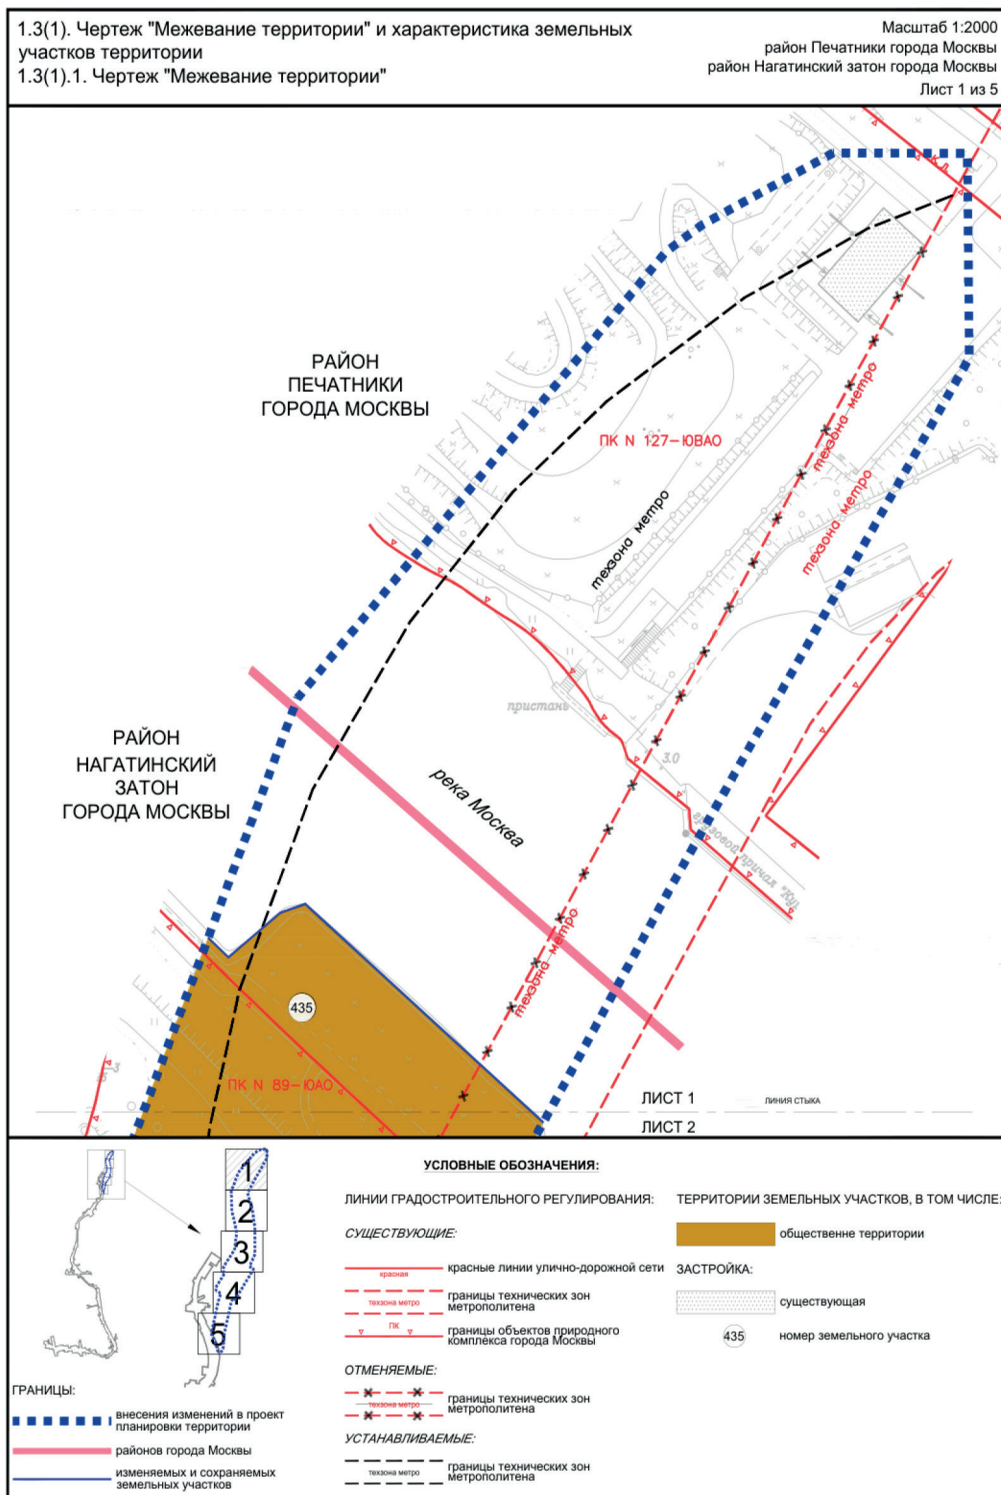 1.3(1). Чертеж "Межевание территории" и характеристика земельных
участков территории
1.3(1).1. Чертеж "Межевание территории"
Масштаб 1:2000
район Печатники города Москвы
район Нагатинский затон города Москвы
Лист 1 из 5
К.Л.
РАЙОН
ПЕЧАТНИКИ
ГОРОДА МОСКВЫ
ПК N 127-ЮВАО
техзона метро
техзона метро
техзона метро
пристань
3.0
грузовой причал "Ку
РАЙОН
НАГАТИНСКИЙ
ЗАТОН
ГОРОДА МОСКВЫ
река Москва
техзона метро
435
ПК N 89-ЮАО
ЛИСТ 1
ЛИНИЯ СТЫКА
ЛИСТ 2
1
2
3
4
5
ГРАНИЦЫ:
внесения изменений в проект
планировки территории
районов города Москвы
изменяемых и сохраняемых
земельных участков
УСЛОВНЫЕ ОБОЗНАЧЕНИЯ:
ЛИНИИ ГРАДОСТРОИТЕЛЬНОГО РЕГУЛИРОВАНИЯ:
СУЩЕСТВУЮЩИЕ:
красная
красные линии улично-дорожной сети
техзона метро
границы технических зон
метрополитена
ПК
границы объектов природного
комплекса города Москвы
ОТМЕНЯЕМЫЕ:
техзона метро
границы технических зон
метрополитена
УСТАНАВЛИВАЕМЫЕ:
техзона метро
границы технических зон
метрополитена
ТЕРРИТОРИИ ЗЕМЕЛЬНЫХ УЧАСТКОВ, В ТОМ ЧИСЛЕ:
общественне территории
ЗАСТРОЙКА:
существующая
435
номер земельного участка